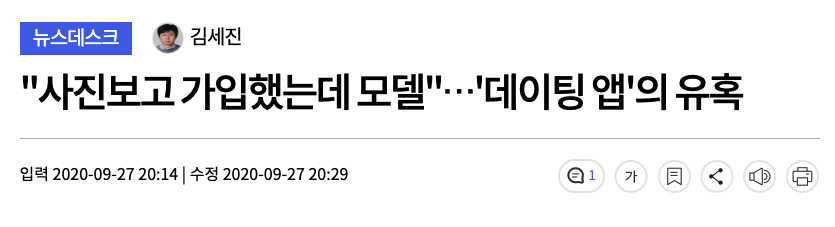 뉴스데스크 김세진
"사진보고 가입했는데 모델"…'데이팅 앱'의 유혹
입력 2020-09-27 20:14 | 수정 2020-09-27 20:29 1 가